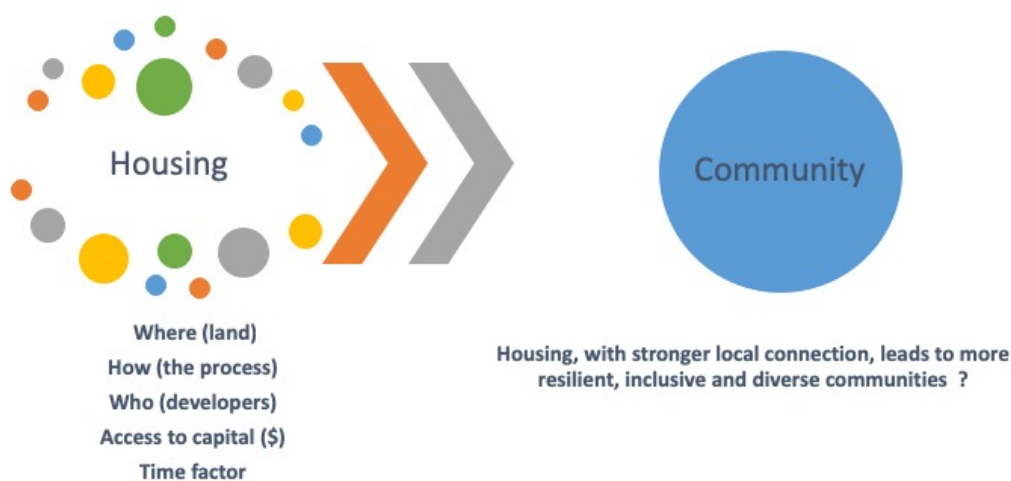 Housing
Community
Where (land)
How (the process)
Who (developers)
Access to capital ($)
Time factor
Housing, with stronger local connection, leads to more
resilient, inclusive and diverse communities  ?